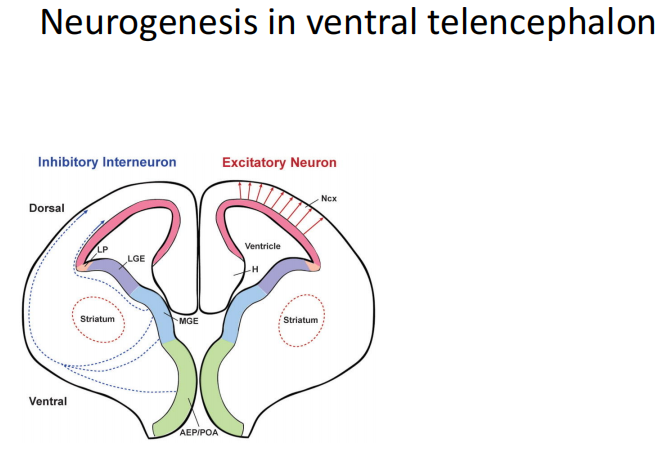 Neurogenesis in ventral telencephalon
Inhibitory Interneuron
Excitatory Neuron
Dorsal
Ncx
LP
LGE
Ventricle
H
Striatum
MGE
Striatum
Ventral
AEP/POA